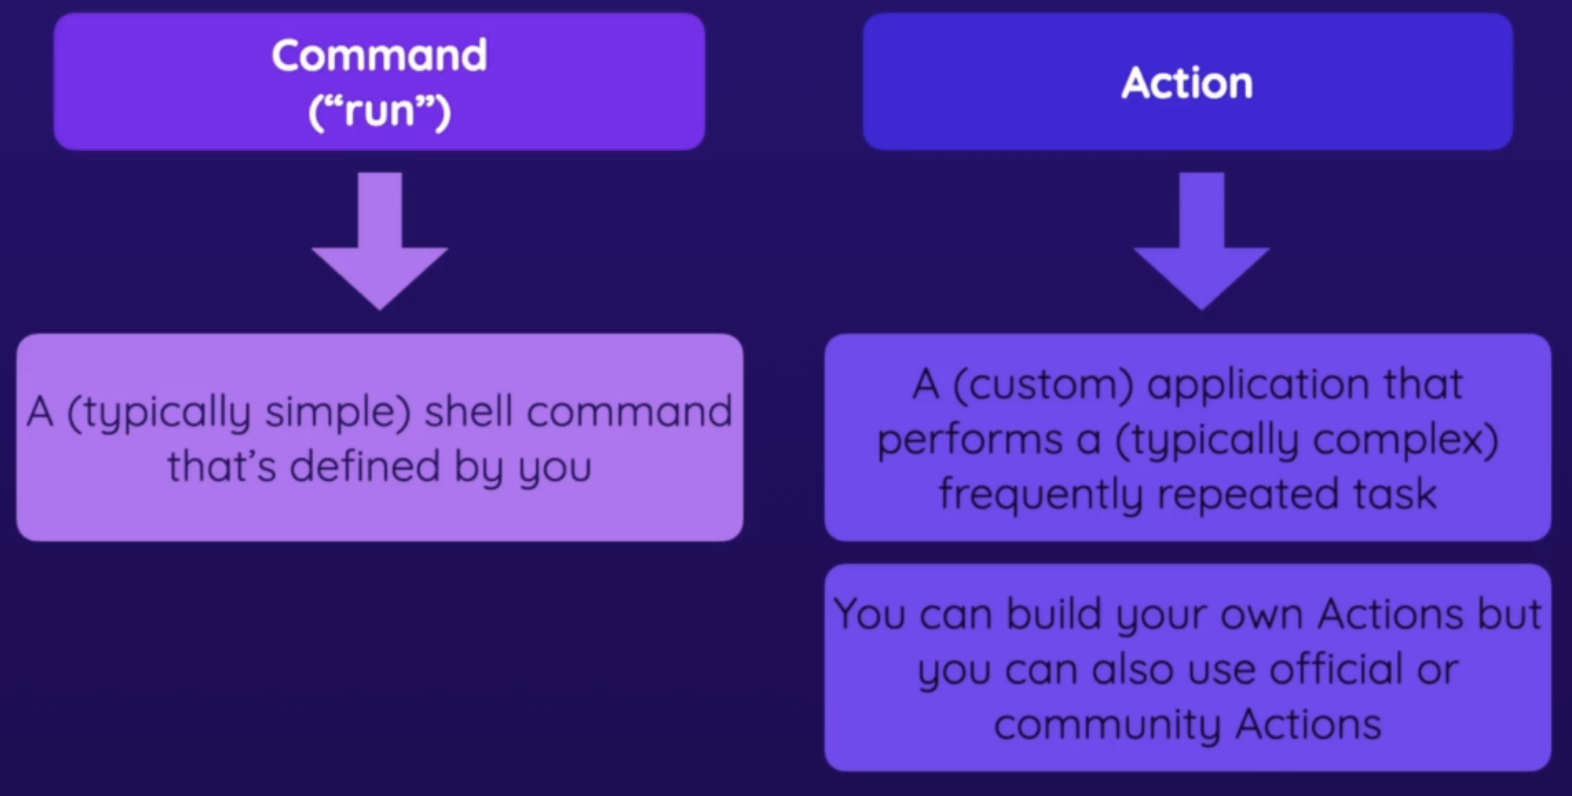 Command
(“run”)
Action
A (typically simple) shell command
that’s defined by you
A (custom) application that
performs a (typically complex)
frequently repeated task
You can build your own Actions but
you can also use official or
community Actions